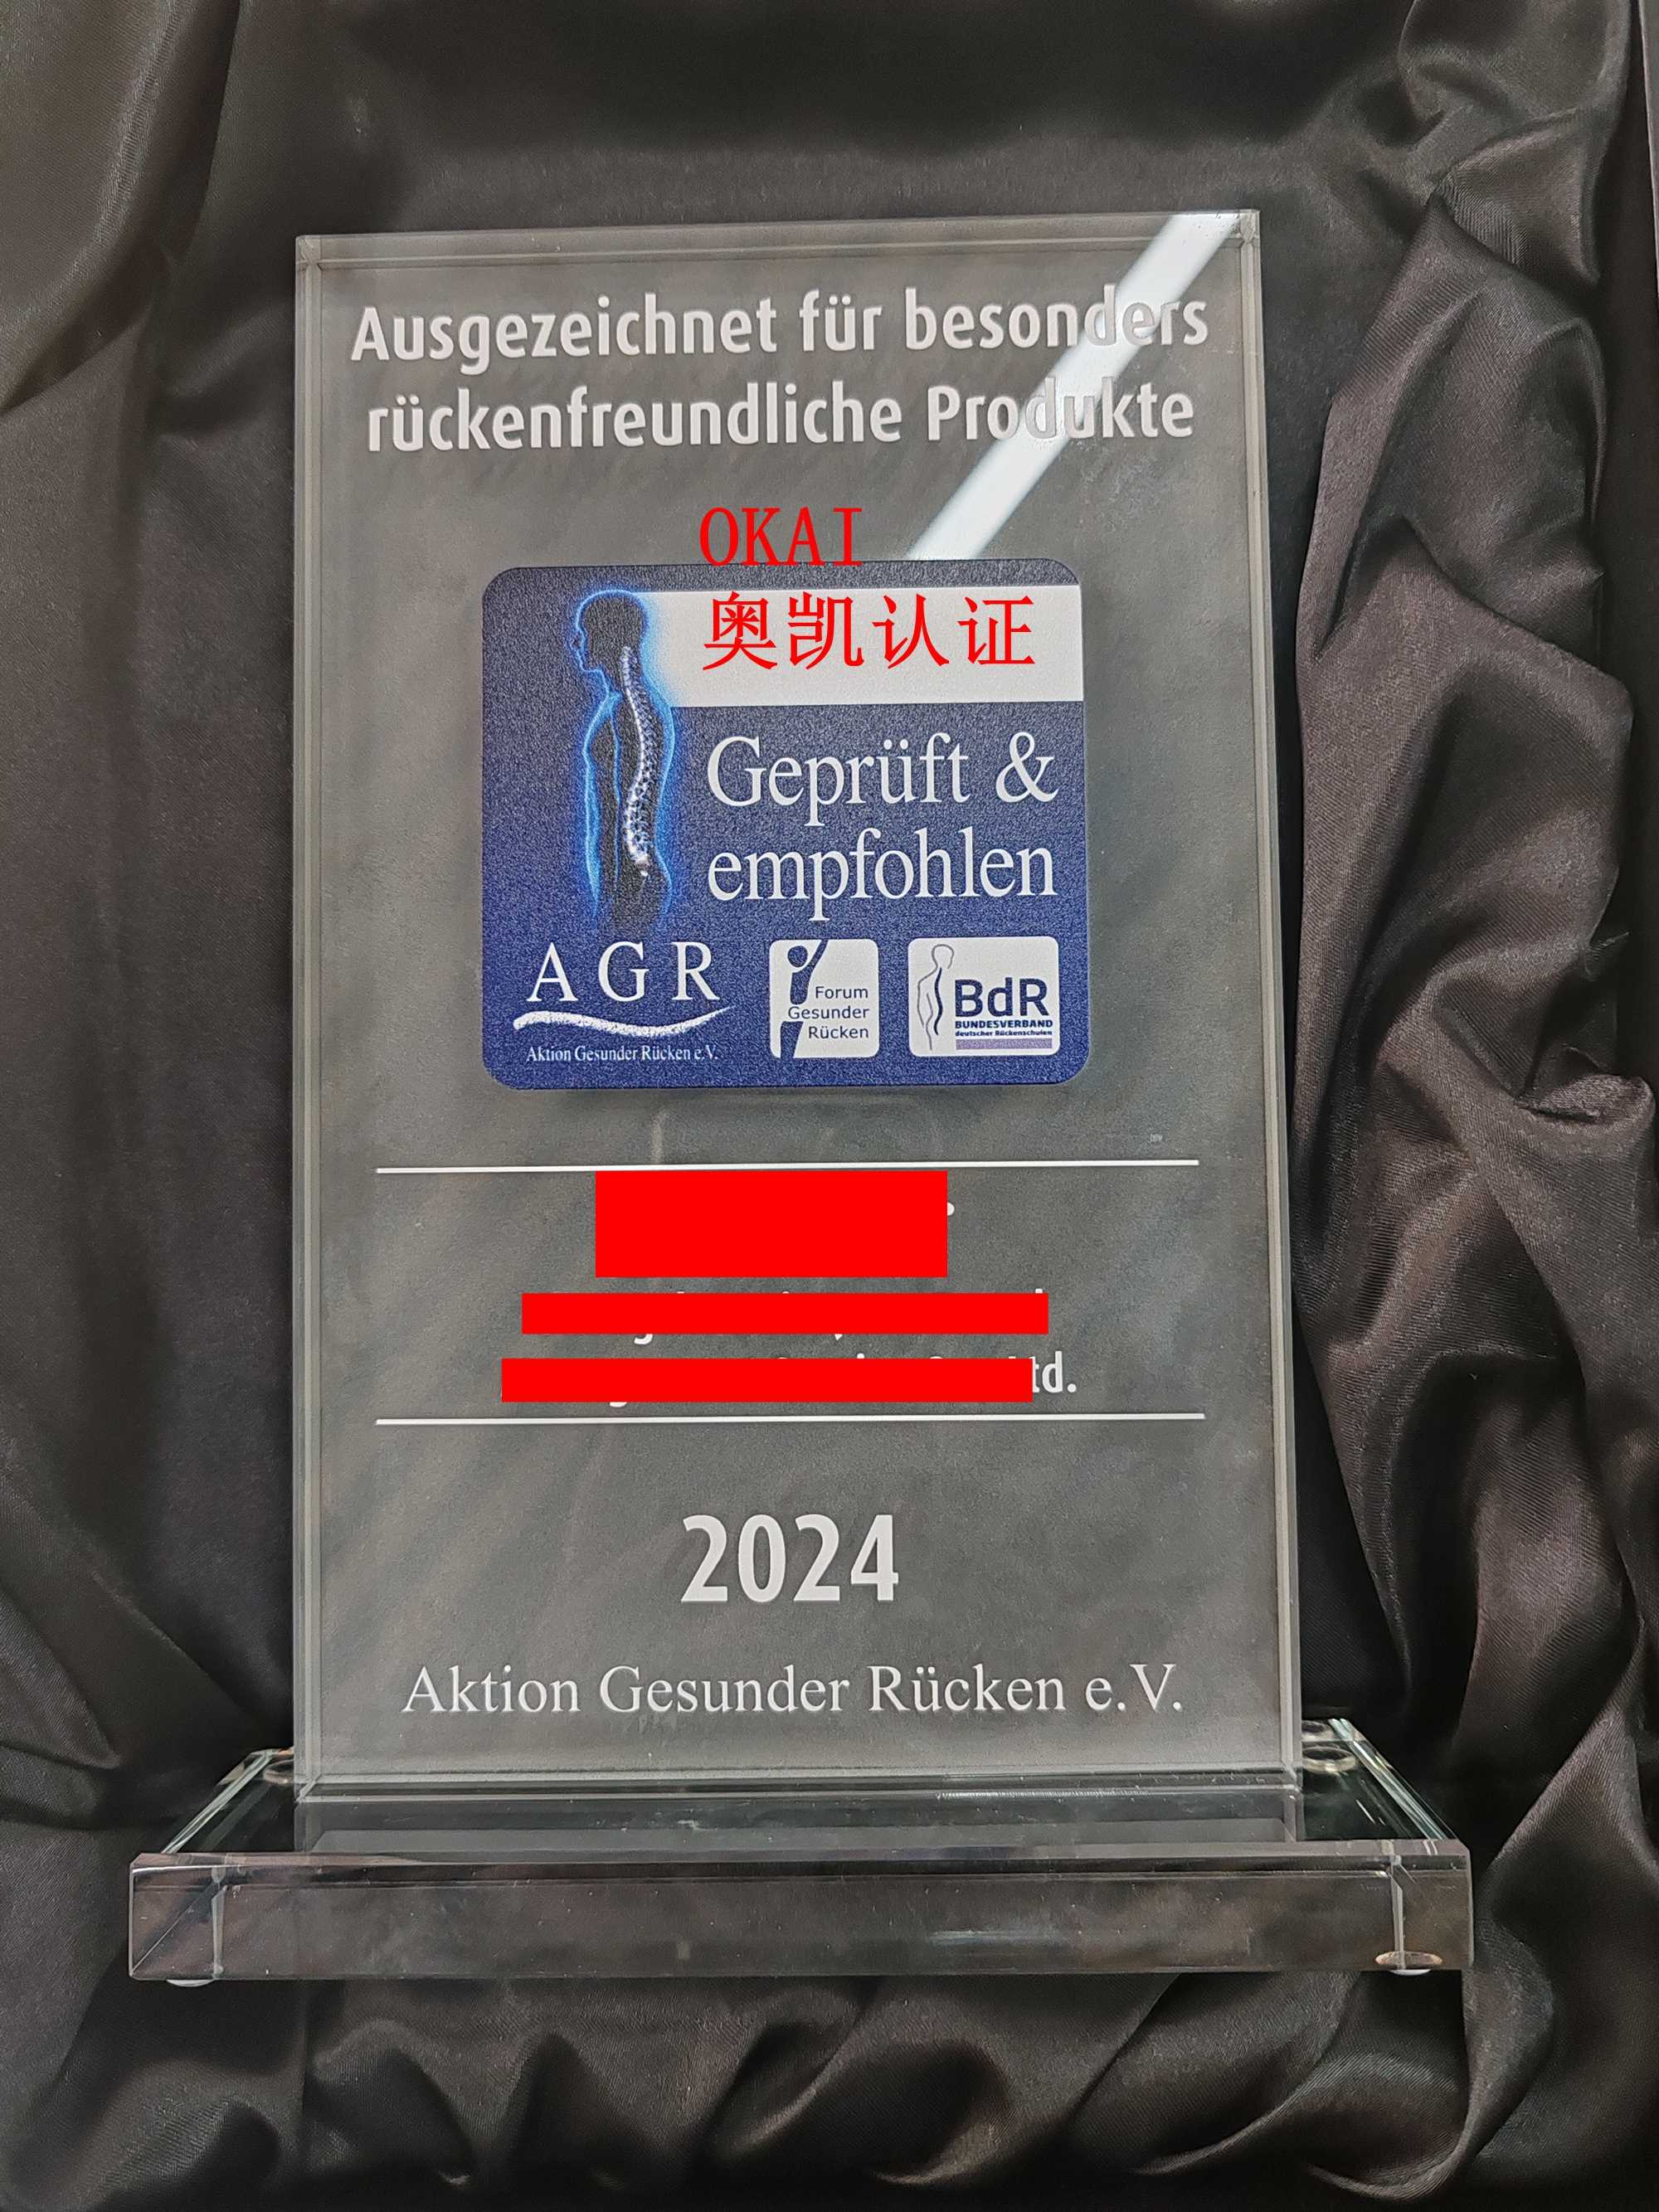 Ausgezeichnet für besonders
rückenfreundliche Produkte
OKAI
奥凯认证
Geprüft &
empfohlen
A G R
Aktion Gesunder Rücken e.V.
Forum
Gesunder
Rücken
BdR
BUNDESVERBAND
deutscher Rückenschulen
td.
2024
Aktion Gesunder Rücken e.V.